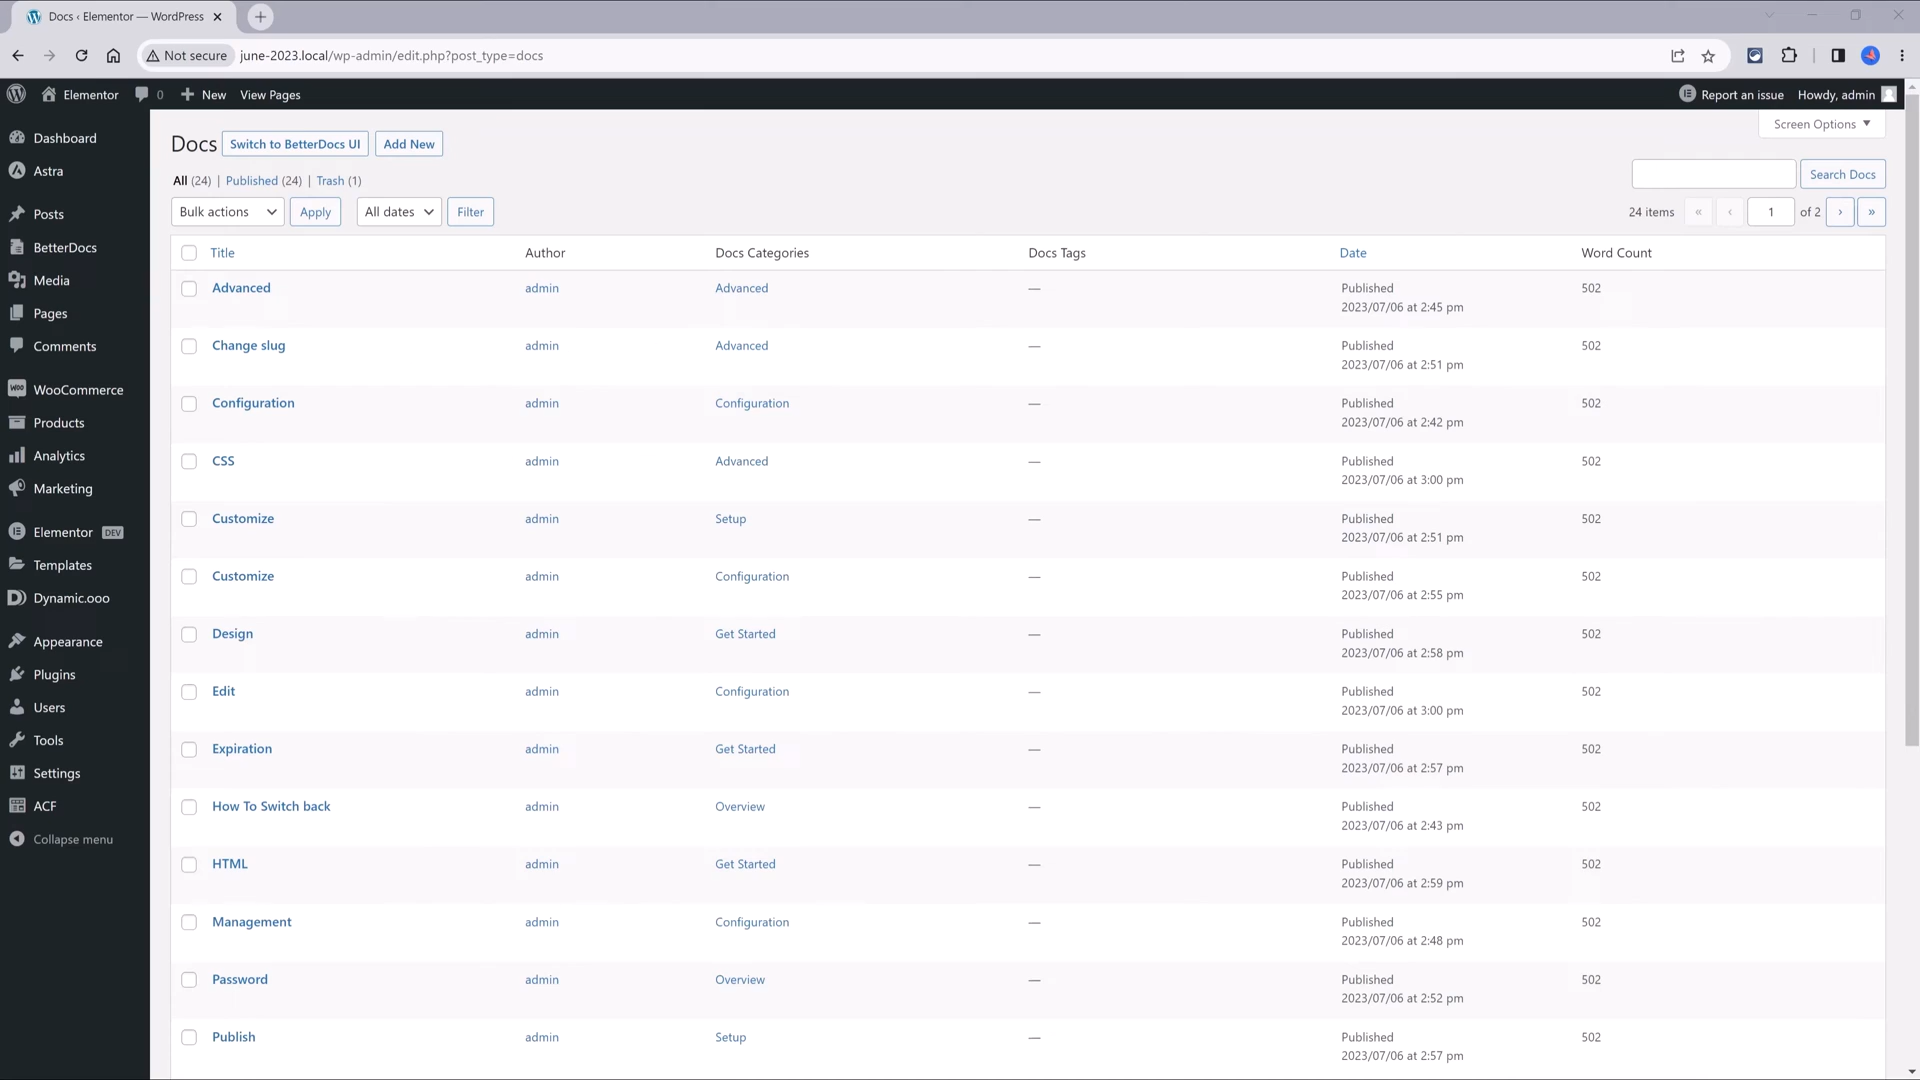 Docs ‹ Elementor — WordPress
Not secure june-2023.local/wp-admin/edit.php?post_type=docs
Elementor 0 New View Pages Report an issue Howdy, admin
Dashboard
Astra
Posts
BetterDocs
Media
Pages
Comments
WooCommerce
Products
Analytics
Marketing
Elementor DEV
Templates
Dynamic.ooo
Appearance
Plugins
Users
Tools
Settings
ACF
Collapse menu
Screen Options
Docs Switch to BetterDocs UI Add New
All (24) | Published (24) | Trash (1)
Search Docs
Bulk actions Apply All dates Filter 24 items « ‹ 1 of 2 › »
Title Author Docs Categories Docs Tags Date Word Count
Advanced admin Advanced — Published 502
2023/07/06 at 2:45 pm
Change slug admin Advanced — Published 502
2023/07/06 at 2:51 pm
Configuration admin Configuration — Published 502
2023/07/06 at 2:42 pm
CSS admin Advanced — Published 502
2023/07/06 at 3:00 pm
Customize admin Setup — Published 502
2023/07/06 at 2:51 pm
Customize admin Configuration — Published 502
2023/07/06 at 2:55 pm
Design admin Get Started — Published 502
2023/07/06 at 2:58 pm
Edit admin Configuration — Published 502
2023/07/06 at 3:00 pm
Expiration admin Get Started — Published 502
2023/07/06 at 2:57 pm
How To Switch back admin Overview — Published 502
2023/07/06 at 2:43 pm
HTML admin Get Started — Published 502
2023/07/06 at 2:59 pm
Management admin Configuration — Published 502
2023/07/06 at 2:48 pm
Password admin Overview — Published 502
2023/07/06 at 2:52 pm
Publish admin Setup — Published 502
2023/07/06 at 2:57 pm